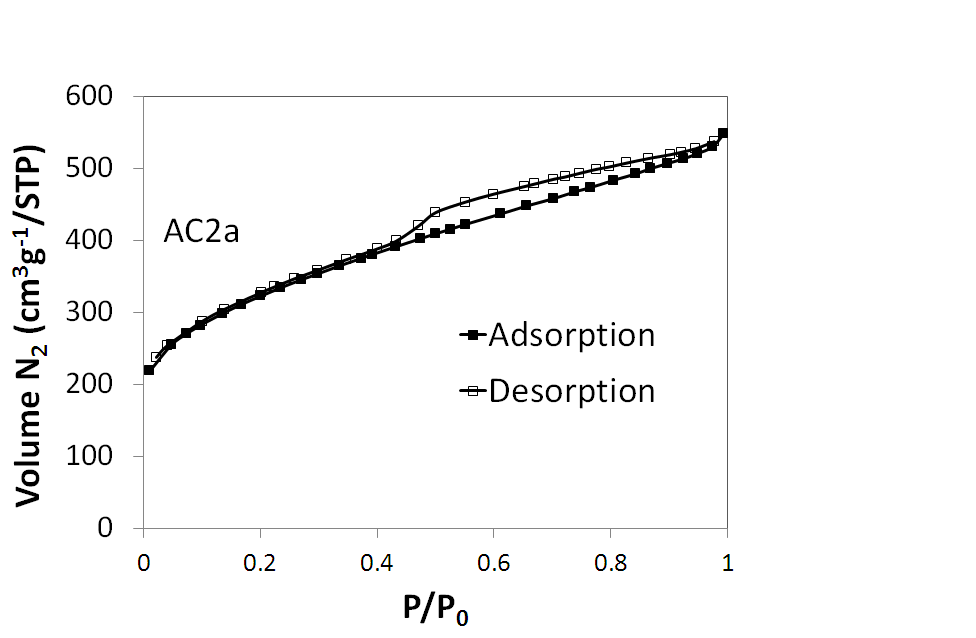 600
500
400
300
200
100
0
Volume N₂ (cm³g⁻¹/STP)
AC2a
Adsorption
Desorption
0 0.2 0.4 0.6 0.8 1
P/P₀